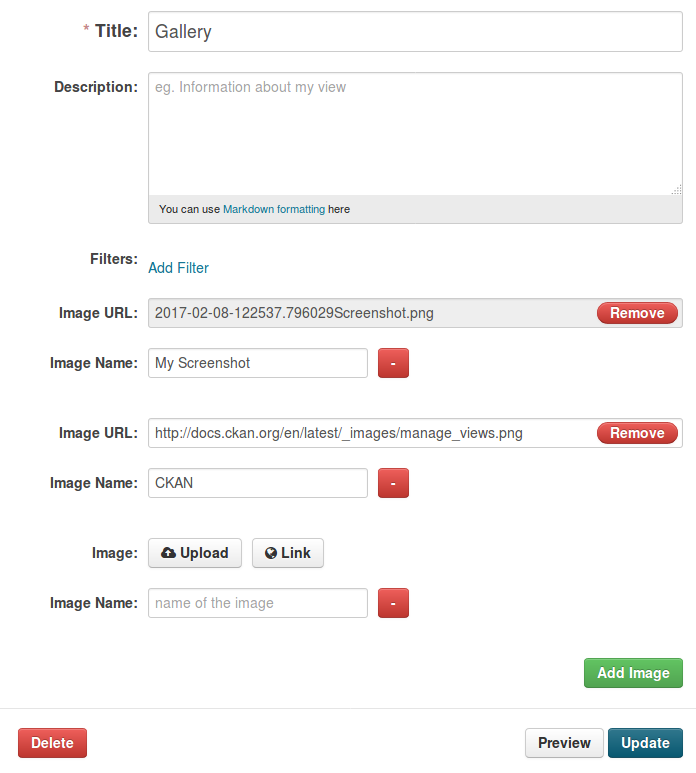 * Title: Gallery
Description: eg. Information about my view
You can use Markdown formatting here
Filters: Add Filter
Image URL: 2017-02-08-122537.796029Screenshot.png Remove
Image Name: My Screenshot -
Image URL: http://docs.ckan.org/en/latest/_images/manage_views.png Remove
Image Name: CKAN -
Image: Upload Link
Image Name: name of the image -
Add Image
Delete Preview Update